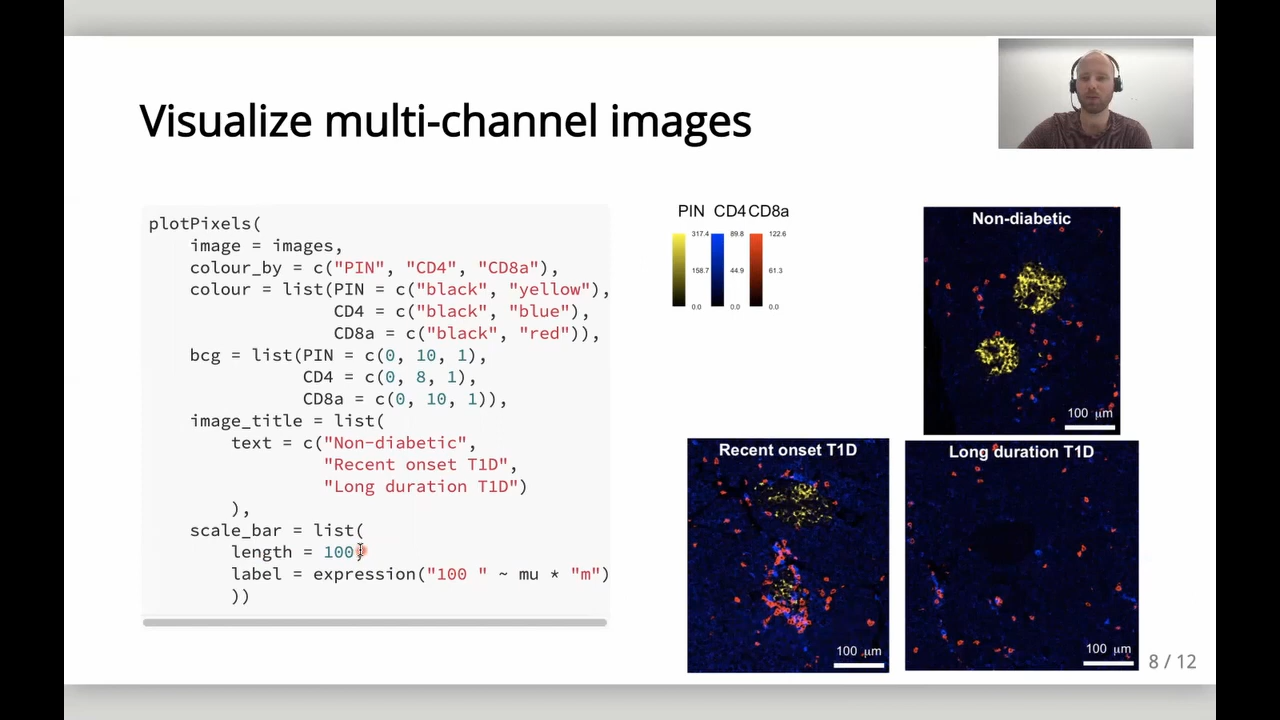 Visualize multi-channel images
plotPixels(
    image = images,
    colour_by = c("PIN", "CD4", "CD8a"),
    colour = list(PIN = c("black", "yellow"),
                  CD4 = c("black", "blue"),
                  CD8a = c("black", "red")),
    bcg = list(PIN = c(0, 10, 1),
               CD4 = c(0, 8, 1),
               CD8a = c(0, 10, 1)),
    image_title = list(
        text = c("Non-diabetic",
                 "Recent onset T1D",
                 "Long duration T1D")
        ),
    scale_bar = list(
        length = 100,
        label = expression("100 " ~ mu * "m")
        ))
PIN CD4 CD8a
317.4 89.8 122.6
158.7 44.9 61.3
0.0 0.0 0.0
Non-diabetic
100 μm
Recent onset T1D
100 μm
Long duration T1D
100 μm
8 / 12